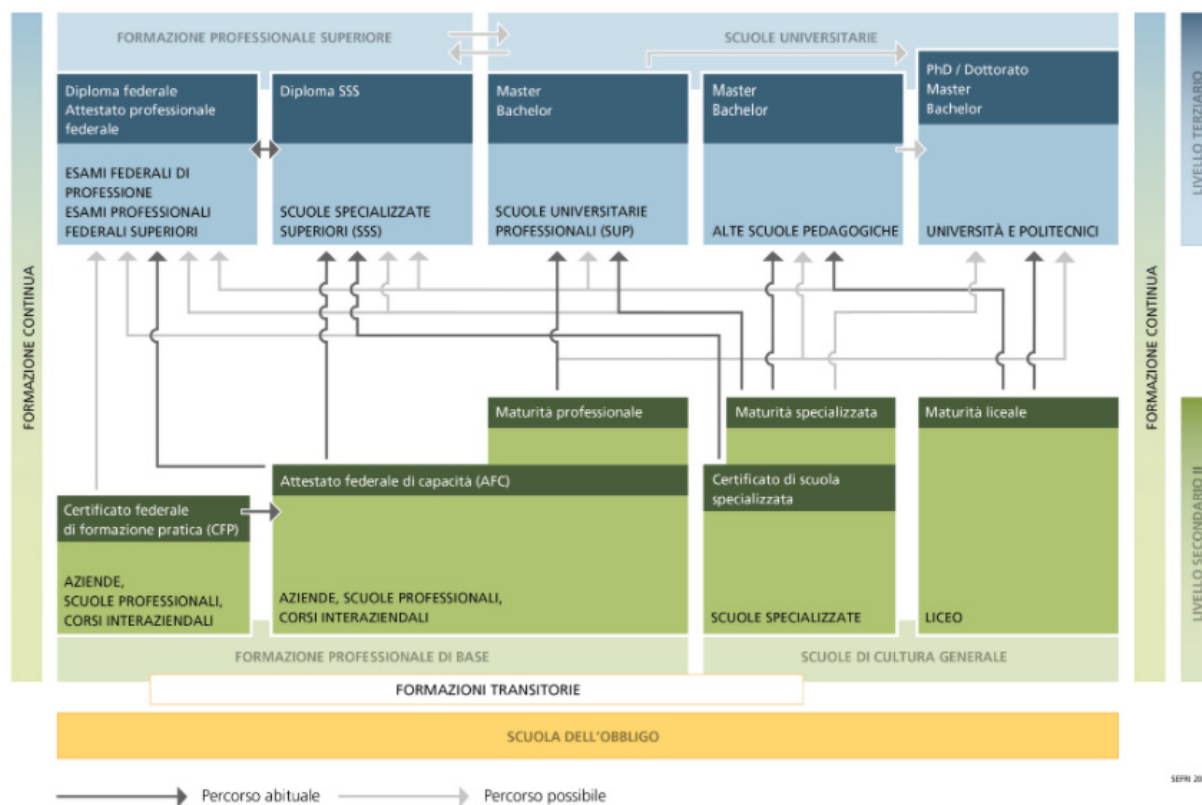 FORMAZIONE PROFESSIONALE SUPERIORE
SCUOLE UNIVERSITARIE
Diploma federale
Attestato professionale
federale
ESAMI FEDERALI DI
PROFESSIONE
ESAMI PROFESSIONALI
FEDERALI SUPERIORI
Diploma SSS
SCUOLE SPECIALIZZATE
SUPERIORI (SSS)
Master
Bachelor
SCUOLE UNIVERSITARIE
PROFESSIONALI (SUP)
Master
Bachelor
ALTE SCUOLE PEDAGOGICHE
PhD / Dottorato
Master
Bachelor
UNIVERSITÀ E POLITECNICI
LIVELLO TERZIARIO
FORMAZIONE CONTINUA
FORMAZIONE CONTINUA
Maturità professionale
Maturità specializzata
Maturità liceale
Attestato federale di capacità (AFC)
Certificato di scuola
specializzata
Certificato federale
di formazione pratica (CFP)
AZIENDE,
SCUOLE PROFESSIONALI,
CORSI INTERAZIENDALI
AZIENDE, SCUOLE PROFESSIONALI,
CORSI INTERAZIENDALI
SCUOLE SPECIALIZZATE
LICEO
LIVELLO SECONDARIO II
FORMAZIONE PROFESSIONALE DI BASE
SCUOLE DI CULTURA GENERALE
FORMAZIONI TRANSITORIE
SCUOLA DELL'OBBLIGO
Percorso abituale
Percorso possibile
SEFRI